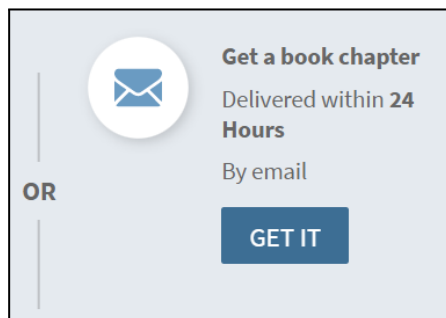 Get a book chapter
Delivered within 24
Hours
By email
OR
GET IT